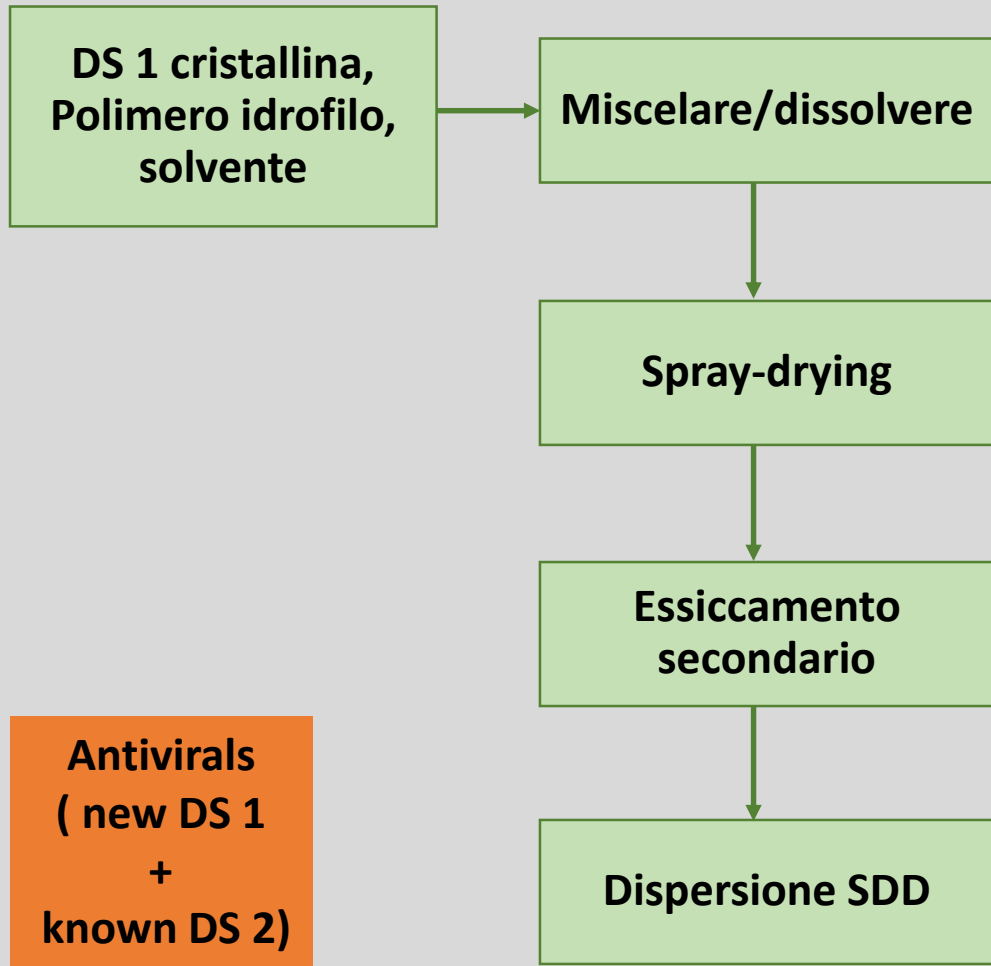 DS 1 cristallina,
Polimero idrofilo,
solvente
Miscelare/dissolvere
Spray-drying
Essiccamento
secondario
Dispersione SDD
Antivirals
( new DS 1
+
known DS 2)